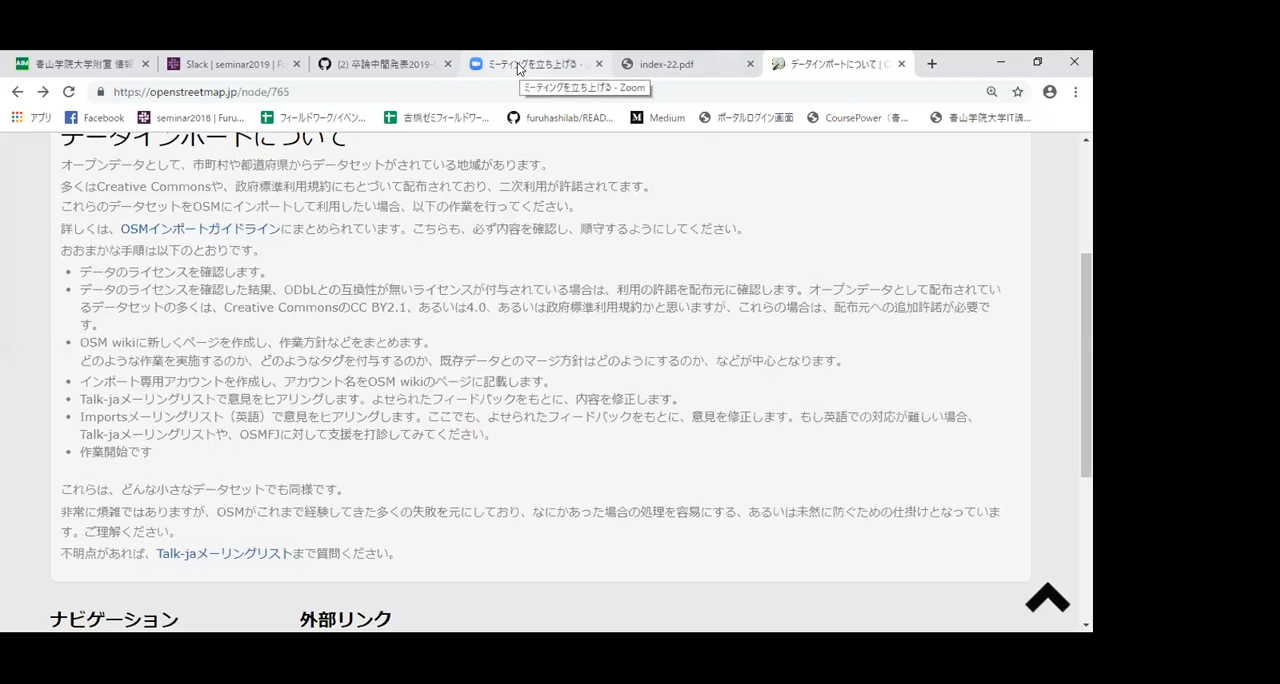 青山学院大学附置 情報
Slack | seminar2019 | F
(2) 卒論中間発表2019-
ミーティングを立ち上げる -
index-22.pdf
データインポートについて | O
https://openstreetmap.jp/node/765
ミーティングを立ち上げる - Zoom
アプリ
Facebook
seminar2018 | Furu...
フィールドワーク/イベン...
古橋ゼミフィールドワー...
furuhashilab/READ...
Medium
ポータルログイン画面
CoursePower（青...
青山学院大学IT講...
データインポートについて
オープンデータとして、市町村や都道府県からデータセットがされている地域があります。
多くはCreative Commonsや、政府標準利用規約にもとづいて配布されており、二次利用が許諾されてます。
これらのデータセットをOSMにインポートして利用したい場合、以下の作業を行ってください。
詳しくは、OSMインポートガイドラインにまとめられています。こちらも、必ず内容を確認し、順守するようにしてください。
おおまかな手順は以下のとおりです。
• データのライセンスを確認します。
• データのライセンスを確認した結果、ODbLとの互換性が無いライセンスが付与されている場合は、利用の許諾を配布元に確認します。オープンデータとして配布されてい
るデータセットの多くは、Creative CommonsのCC BY2.1、あるいは4.0、あるいは政府標準利用規約かと思いますが、これらの場合は、配布元への追加許諾が必要で
す。
• OSM wikiに新しくページを作成し、作業方針などをまとめます。
どのような作業を実施するのか、どのようなタグを付与するのか、既存データとのマージ方針はどのようにするのか、などが中心となります。
• インポート専用アカウントを作成し、アカウント名をOSM wikiのページに記載します。
• Talk-jaメーリングリストで意見をヒアリングします。よせられたフィードバックをもとに、内容を修正します。
• Importsメーリングリスト（英語）で意見をヒアリングします。ここでも、よせられたフィードバックをもとに、意見を修正します。もし英語での対応が難しい場合、
Talk-jaメーリングリストや、OSMFJに対して支援を打診してみてください。
• 作業開始です
これらは、どんな小さなデータセットでも同様です。
非常に煩雑ではありますが、OSMがこれまで経験してきた多くの失敗を元にしており、なにかあった場合の処理を容易にする、あるいは未然に防ぐための仕掛けとなっていま
す。ご理解ください。
不明点があれば、Talk-jaメーリングリストまで質問ください。
ナビゲーション
外部リンク